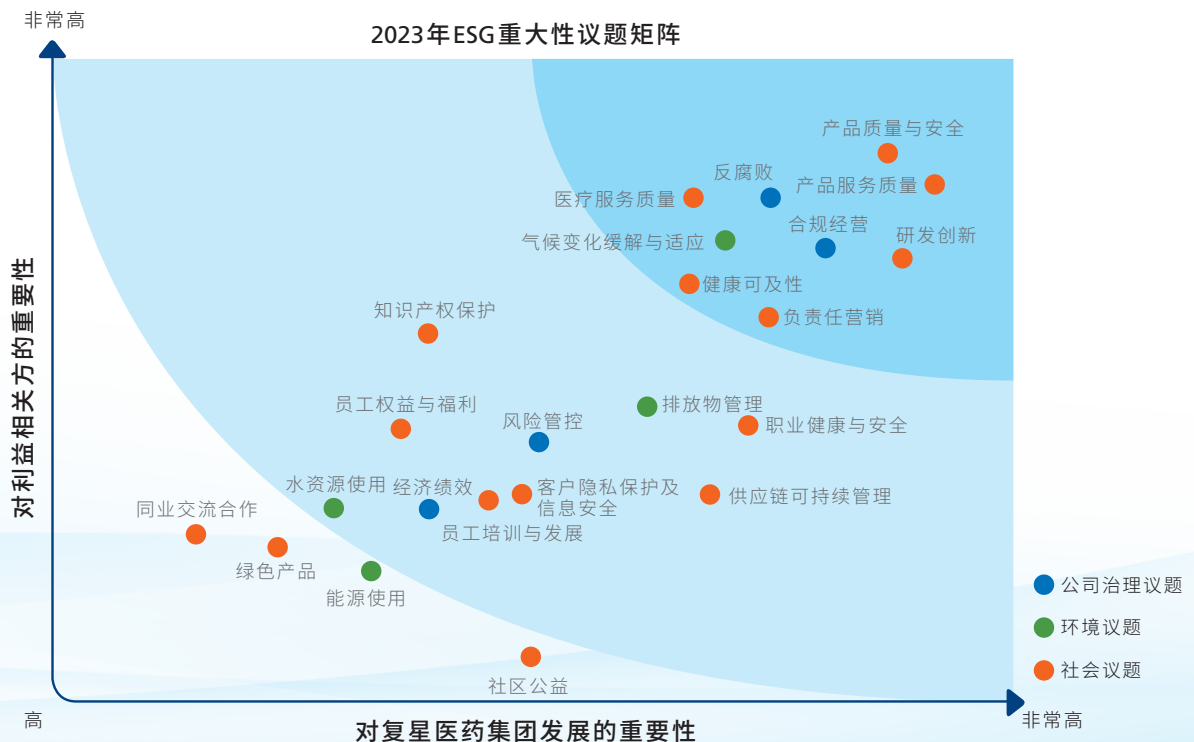 非常高
2023年ESG重大性议题矩阵
产品质量与安全
反腐败
产品服务质量
医疗服务质量
合规经营
研发创新
气候变化缓解与适应
健康可及性
知识产权保护
负责任营销
对利益相关方的重要性
员工权益与福利
排放物管理
风险管控
职业健康与安全
水资源使用
经济绩效
客户隐私保护及
信息安全
供应链可持续管理
同业交流合作
员工培训与发展
绿色产品
能源使用
公司治理议题
环境议题
社会议题
社区公益
高
对复星医药集团发展的重要性
非常高